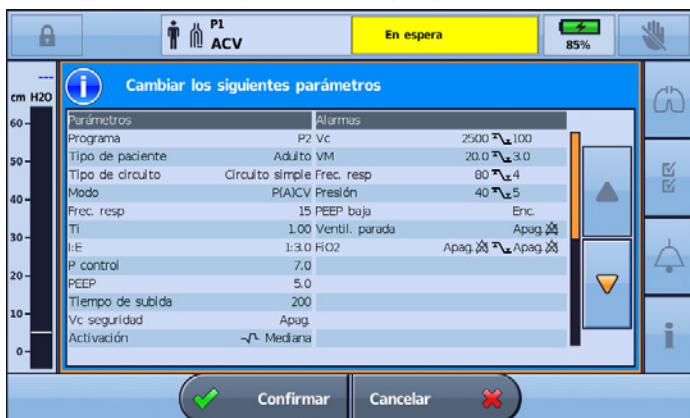 P1
ACV
En espera
85%
---
cm H2O
Cambiar los siguientes parámetros
Parámetros Alarmas
Programa P2 Vc 2500 100
Tipo de paciente Adulto VM 20.0 3.0
Tipo de circuito Circuito simple Frec. resp 80 4
Modo P(A)CV Presión 40 5
Frec. resp 15 PEEP baja Enc.
Ti 1.00 Ventil. parada Apag.
I:E 1:3.0 FiO2 Apag. Apag.
P control 7.0
PEEP 5.0
Tiempo de subida 200
Vc seguridad Apag.
Activación Mediana
60
50
40
30
20
10
0
Confirmar Cancelar